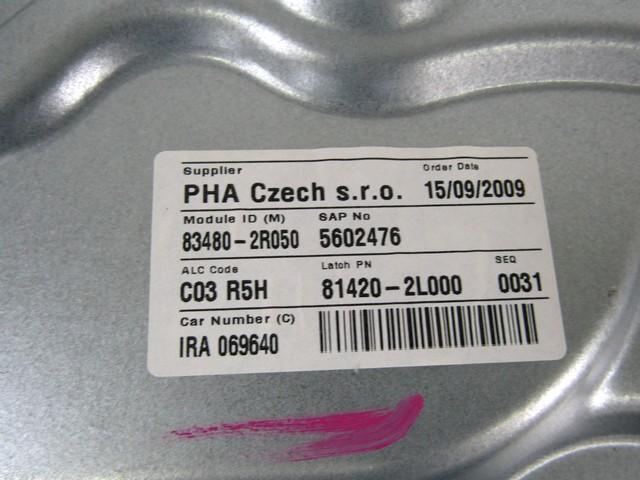 Supplier Order Date
PHA Czech s.r.o. 15/09/2009
Module ID (M) SAP No
83480-2R050 5602476
ALC Code Latch PN SEQ
C03 R5H 81420-2L000 0031
Car Number (C)
IRA 069640